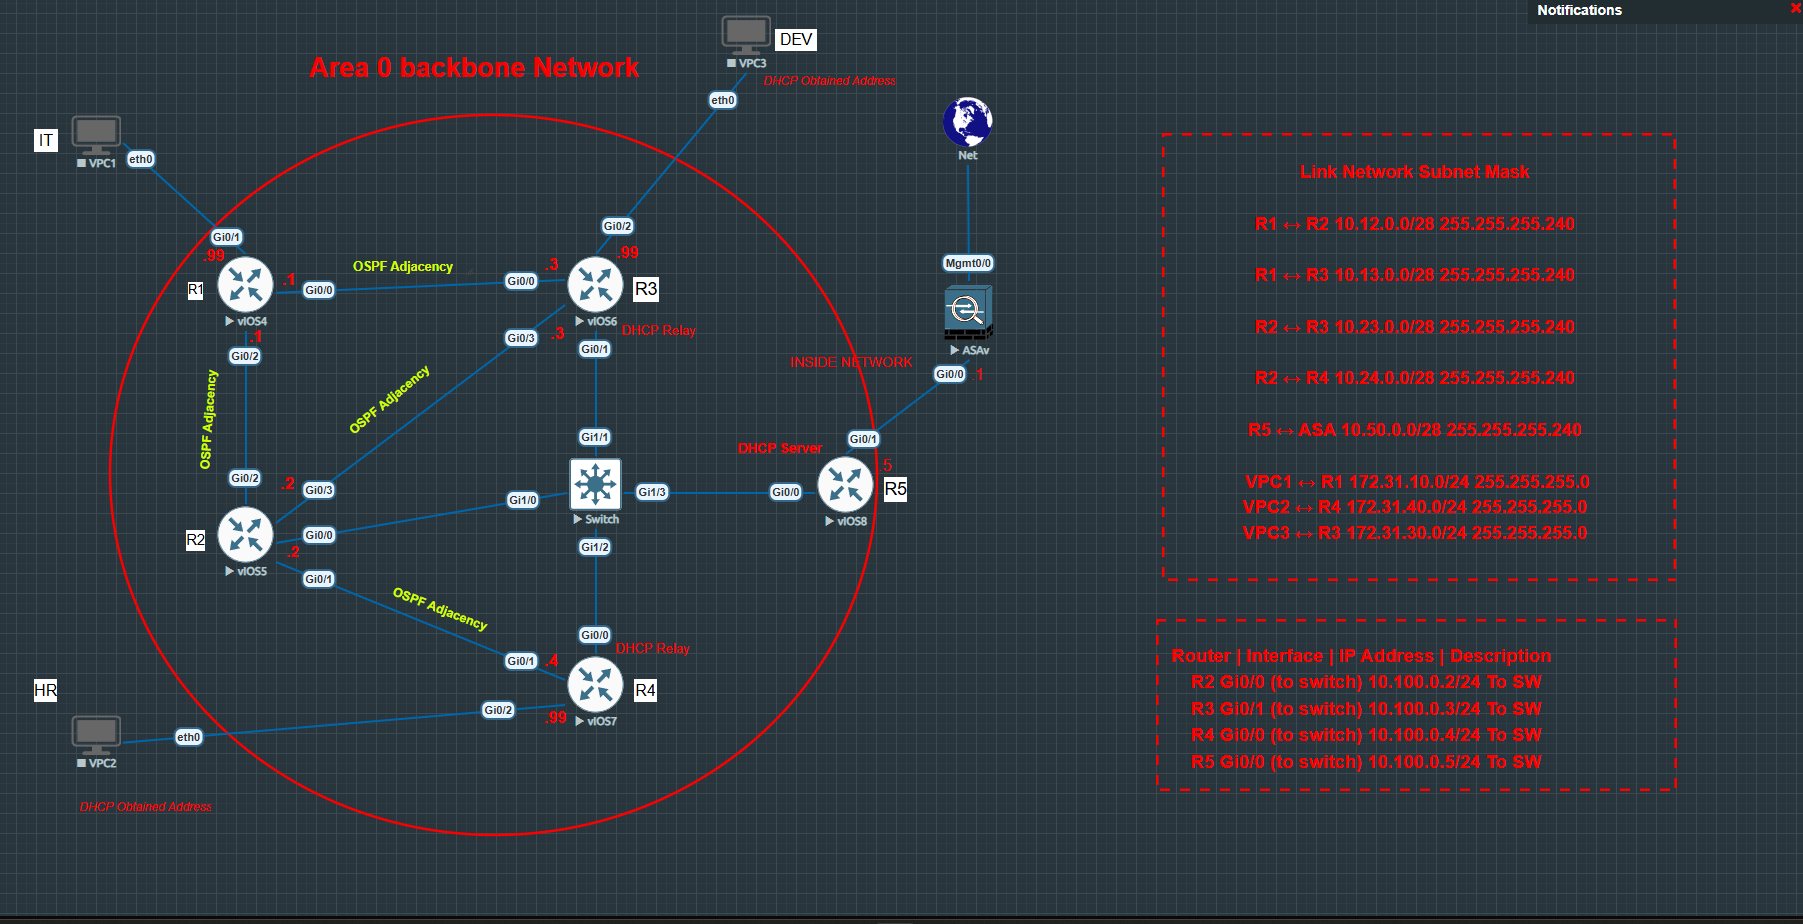 Notifications
DEV
VPC3
DHCP Obtained Address
Area 0 backbone Network
eth0
IT
VPC1
eth0
Net
Gi0/1
.99
Gi0/2
.99
OSPF Adjacency
.3
Mgmt0/0
R1
.1
Gi0/0
Gi0/0
R3
vIOS4
vIOS6
DHCP Relay
.1
Gi0/3
.3
Gi0/2
Gi0/1
ASAv
INSIDE NETWORK
Gi0/0
.1
OSPF Adjacency
OSPF Adjacency
Gi1/1
DHCP Server
Gi0/1
.5
Gi0/2
.2
Gi0/3
Gi1/0
Gi1/3
Gi0/0
R5
Switch
vIOS8
R2
Gi0/0
.2
Gi1/2
vIOS5
Gi0/1
OSPF Adjacency
Gi0/0
DHCP Relay
Gi0/1
.4
R4
HR
Gi0/2
.99
vIOS7
eth0
VPC2
DHCP Obtained Address
Link Network Subnet Mask
R1 ↔ R2 10.12.0.0/28 255.255.255.240
R1 ↔ R3 10.13.0.0/28 255.255.255.240
R2 ↔ R3 10.23.0.0/28 255.255.255.240
R2 ↔ R4 10.24.0.0/28 255.255.255.240
R5 ↔ ASA 10.50.0.0/28 255.255.255.240
VPC1 ↔ R1 172.31.10.0/24 255.255.255.0
VPC2 ↔ R4 172.31.40.0/24 255.255.255.0
VPC3 ↔ R3 172.31.30.0/24 255.255.255.0
Router | Interface | IP Address | Description
R2 Gi0/0 (to switch) 10.100.0.2/24 To SW
R3 Gi0/1 (to switch) 10.100.0.3/24 To SW
R4 Gi0/0 (to switch) 10.100.0.4/24 To SW
R5 Gi0/0 (to switch) 10.100.0.5/24 To SW